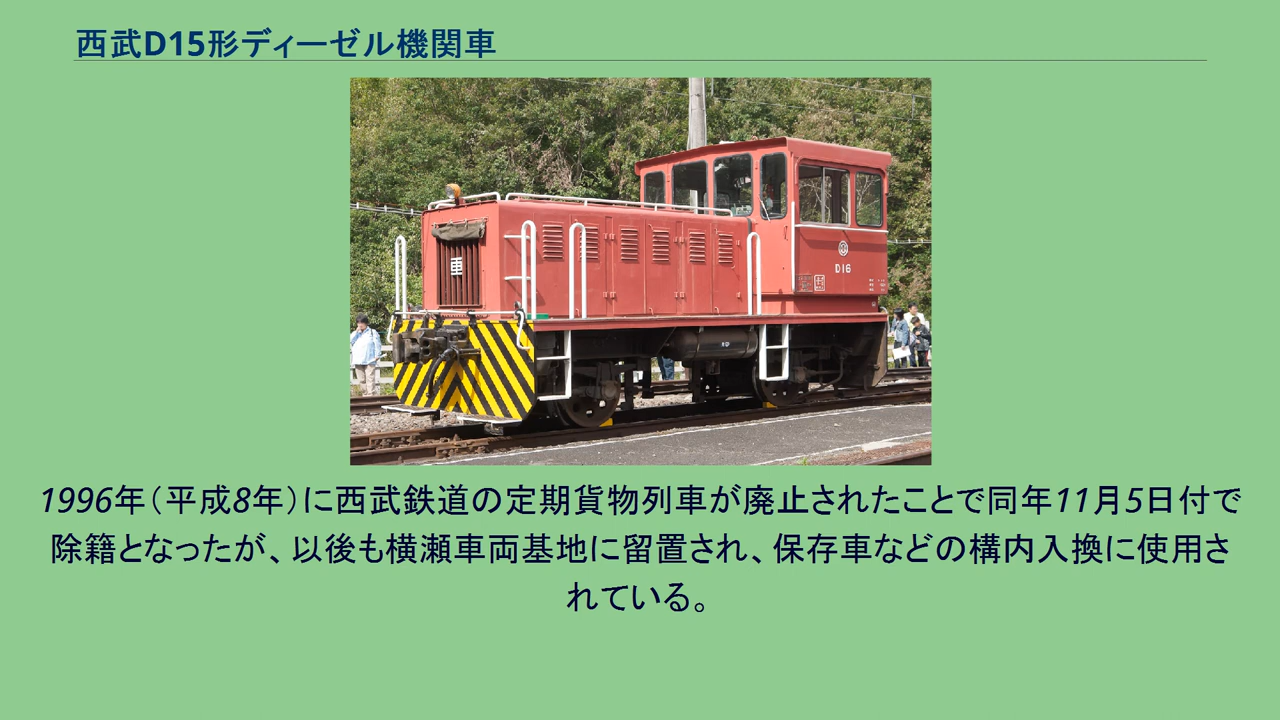 西武D15形ディーゼル機関車
D16
1996年（平成8年）に西武鉄道の定期貨物列車が廃止されたことで同年11月5日付で
除籍となったが、以後も横瀬車両基地に留置され、保存車などの構内入換に使用さ
れている。